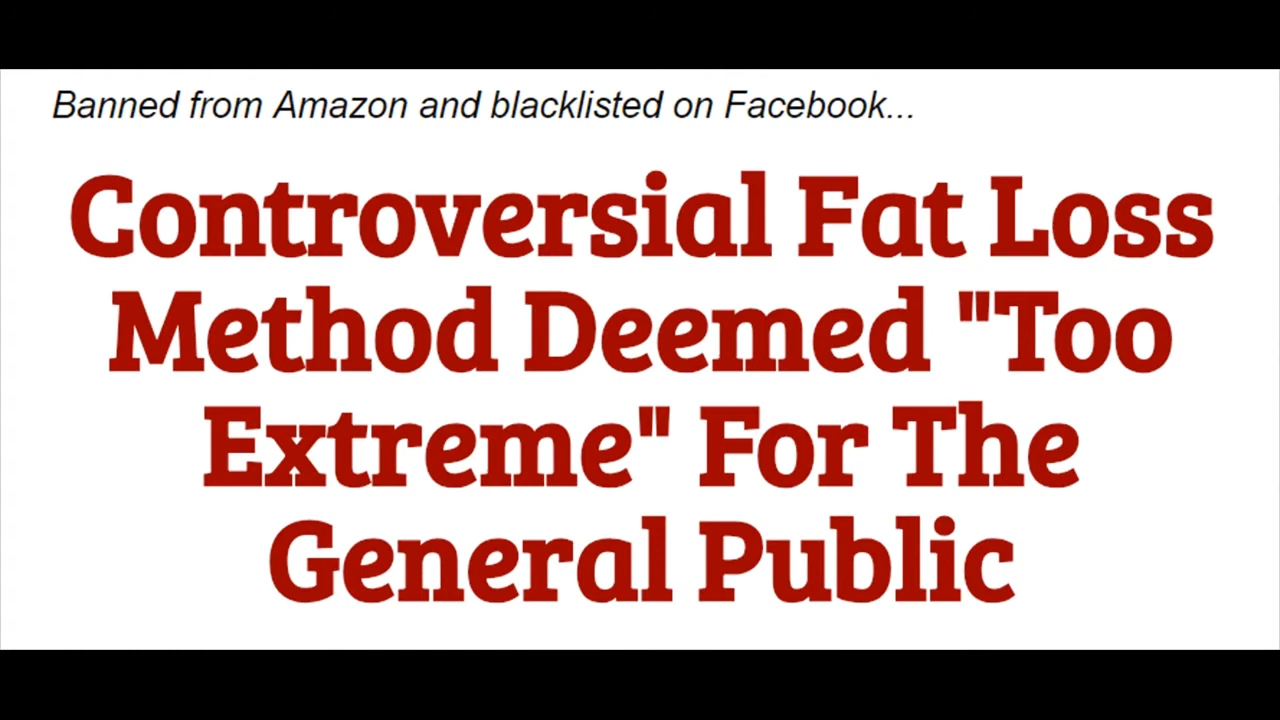 Banned from Amazon and blacklisted on Facebook...
Controversial Fat Loss
Method Deemed "Too
Extreme" For The
General Public